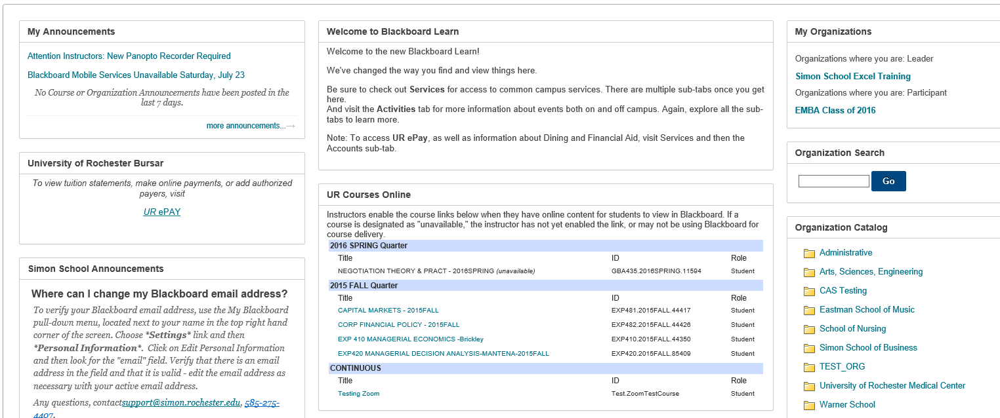 My Announcements
Attention Instructors: New Panopto Recorder Required
Blackboard Mobile Services Unavailable Saturday, July 23
No Course or Organization Announcements have been posted in the
last 7 days.
more announcements...→
University of Rochester Bursar
To view tuition statements, make online payments, or add authorized
payers, visit
UR ePAY
Simon School Announcements
Where can I change my Blackboard email address?
To verify your Blackboard email address, use the My Blackboard
pull-down menu, located next to your name in the top right hand
corner of the screen. Choose *Settings* link and then
*Personal Information*.  Click on Edit Personal Information
and then look for the "email" field. Verify that there is an email
address in the field and that it is valid - edit the email address as
necessary with your active email address.
Any questions, contactsupport@simon.rochester.edu, 585-275-
4407.
Welcome to Blackboard Learn
Welcome to the new Blackboard Learn!
We've changed the way you find and view things here.
Be sure to check out Services for access to common campus services. There are multiple sub-tabs once you get
here.
And visit the Activities tab for more information about events both on and off campus. Again, explore all the sub-
tabs to learn more.
Note: To access UR ePay, as well as information about Dining and Financial Aid, visit Services and then the
Accounts sub-tab.
UR Courses Online
Instructors enable the course links below when they have online content for students to view in Blackboard. If a
course is designated as "unavailable," the instructor has not yet enabled the link, or may not be using Blackboard for
course delivery.
2016 SPRING Quarter
Title ID Role
NEGOTIATION THEORY & PRACT - 2016SPRING (unavailable) GBA435.2016SPRING.11594 Student
2015 FALL Quarter
Title ID Role
CAPITAL MARKETS - 2015FALL EXP481.2015FALL.44417 Student
CORP FINANCIAL POLICY - 2015FALL EXP482.2015FALL.44426 Student
EXP 410 MANAGERIAL ECONOMICS -Brickley EXP410.2015FALL.44350 Student
EXP420 MANAGERIAL DECISION ANALYSIS-MANTENA-2015FALL EXP420.2015FALL.85409 Student
CONTINUOUS
Title ID Role
Testing Zoom Test.ZoomTestCourse Student
My Organizations
Organizations where you are: Leader
Simon School Excel Training
Organizations where you are: Participant
EMBA Class of 2016
Organization Search
Go
Organization Catalog
Administrative
Arts, Sciences, Engineering
CAS Testing
Eastman School of Music
School of Nursing
Simon School of Business
TEST_ORG
University of Rochester Medical Center
Warner School